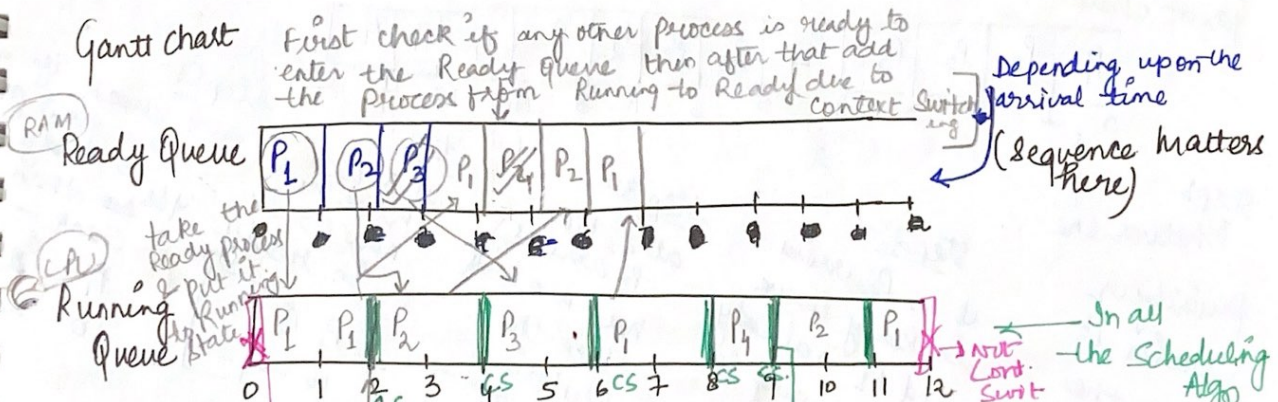 Gantt chart
First check if any other process is ready to
enter the Ready Queue then after that add
the process from Running to Ready due to
context Switching
Depending upon the
arrival time
(Sequence Matters
here)
RAM
Ready Queue
P1 P2 P3 P1 P4 P2 P1
take the
Ready process
& put it
to Running
State
CPU
Running
Queue
P1 P1 P2 P3 P1 P4 P2 P1
0 1 2 3 4 CS 5 6 CS 7 8 CS 9 10 11 12
Not
Cont.
Swit
In all
the Scheduling
Algo